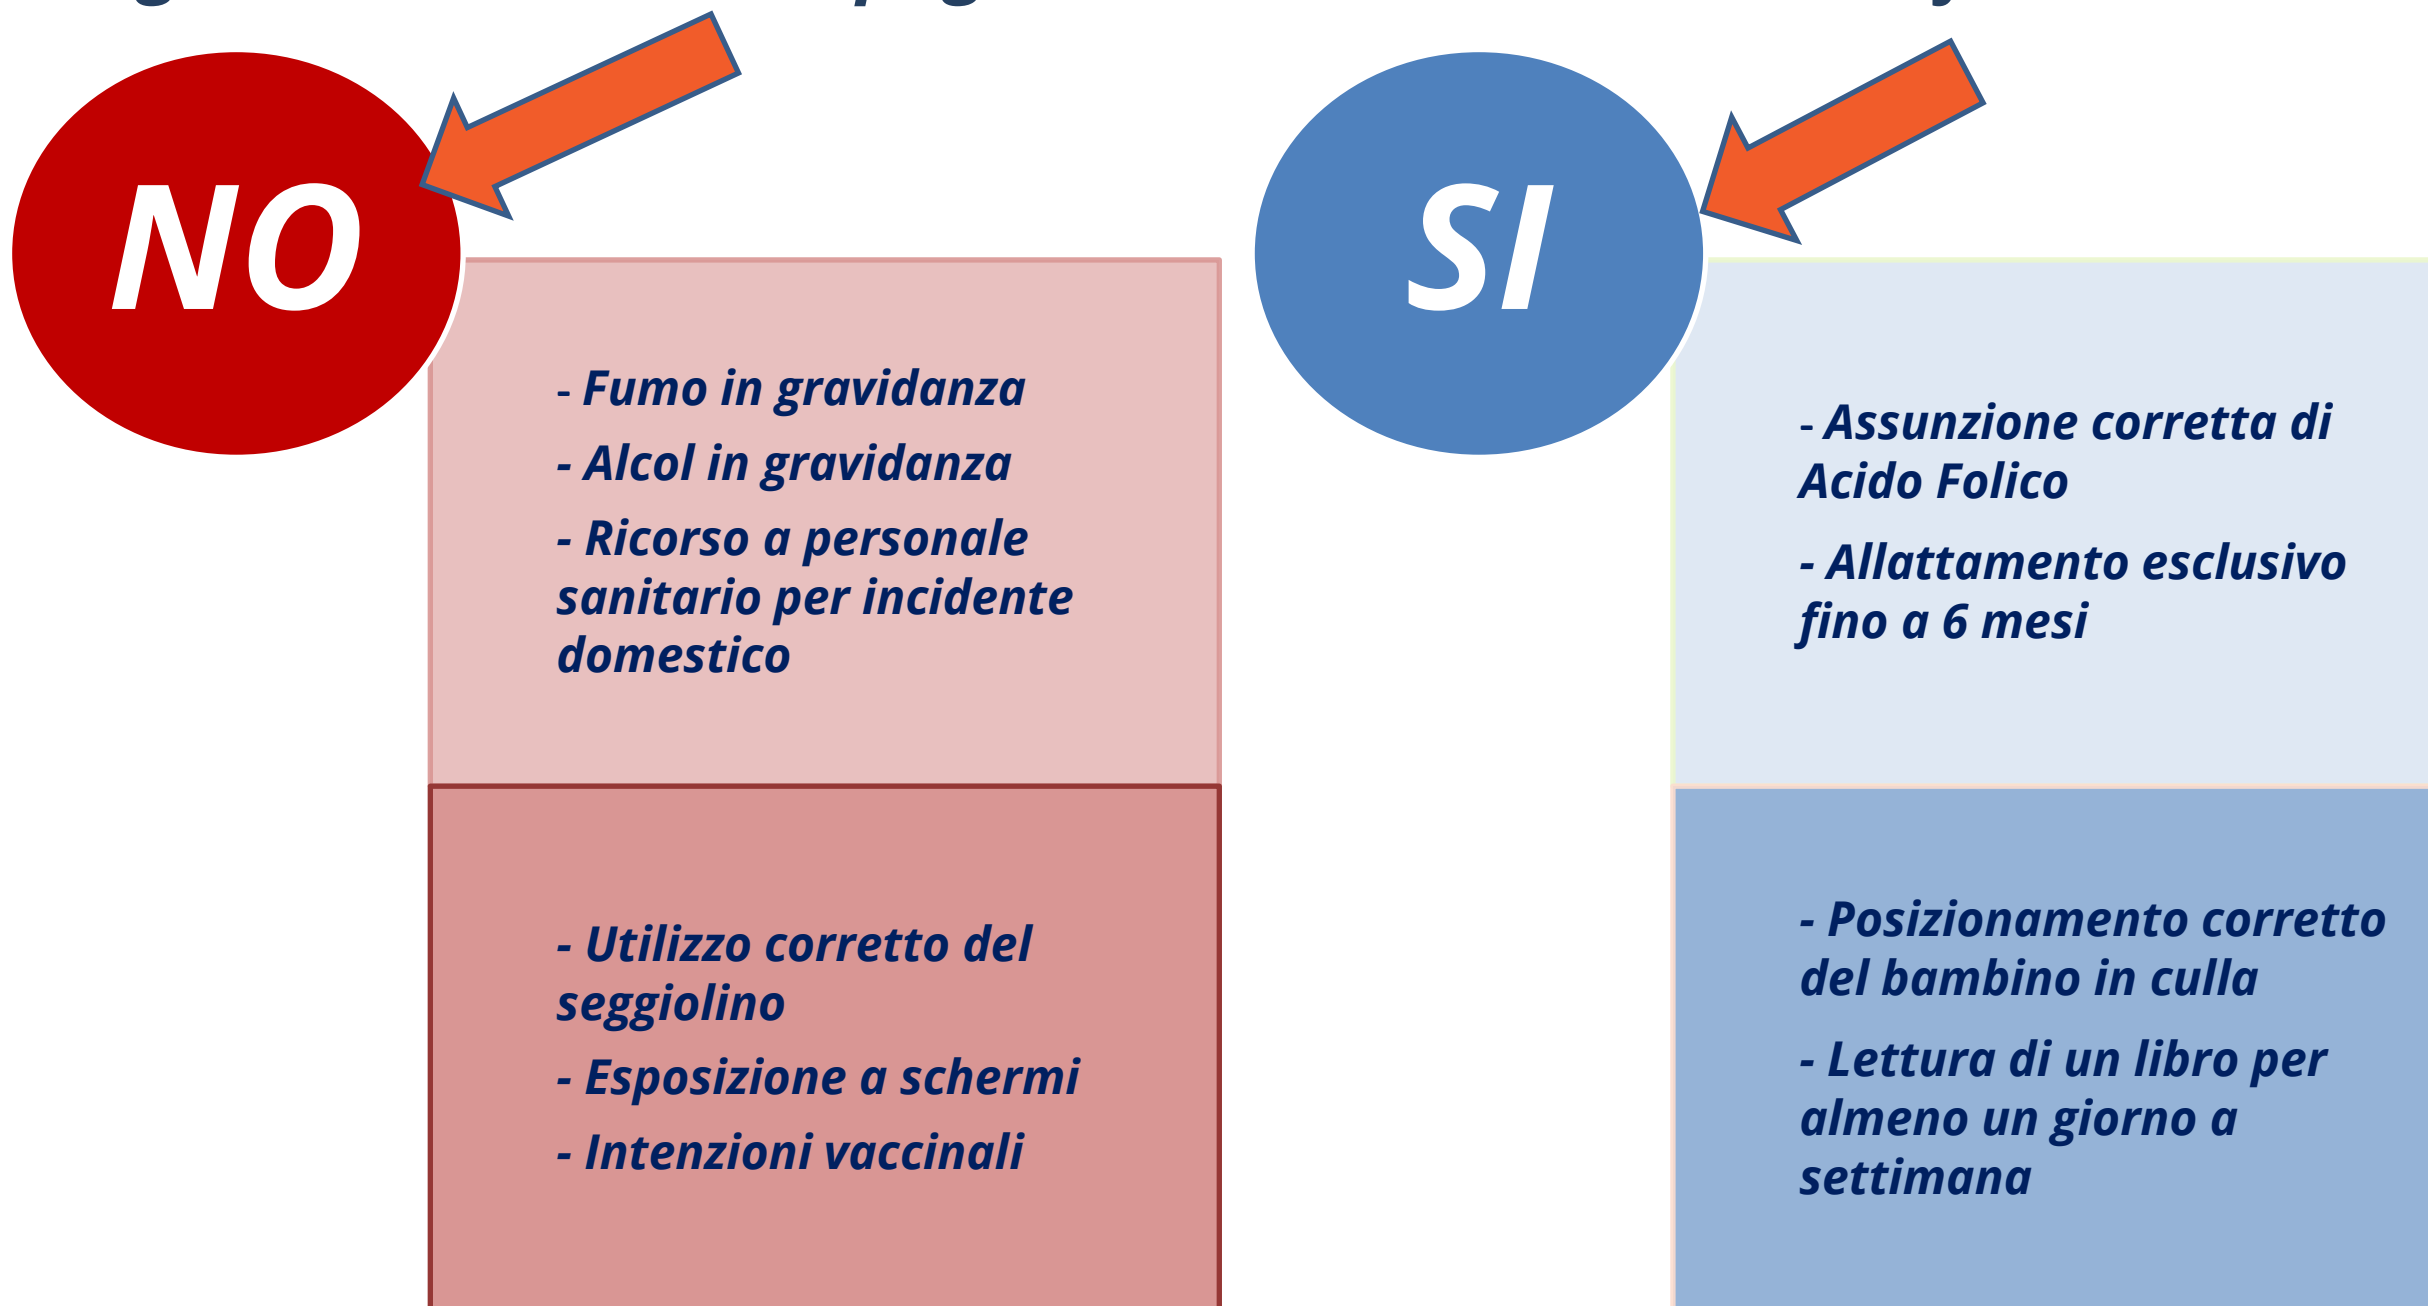 NO
- Fumo in gravidanza
- Alcol in gravidanza
- Ricorso a personale
sanitario per incidente
domestico
- Utilizzo corretto del
seggiolino
- Esposizione a schermi
- Intenzioni vaccinali
SI
- Assunzione corretta di
Acido Folico
- Allattamento esclusivo
fino a 6 mesi
- Posizionamento corretto
del bambino in culla
- Lettura di un libro per
almeno un giorno a
settimana